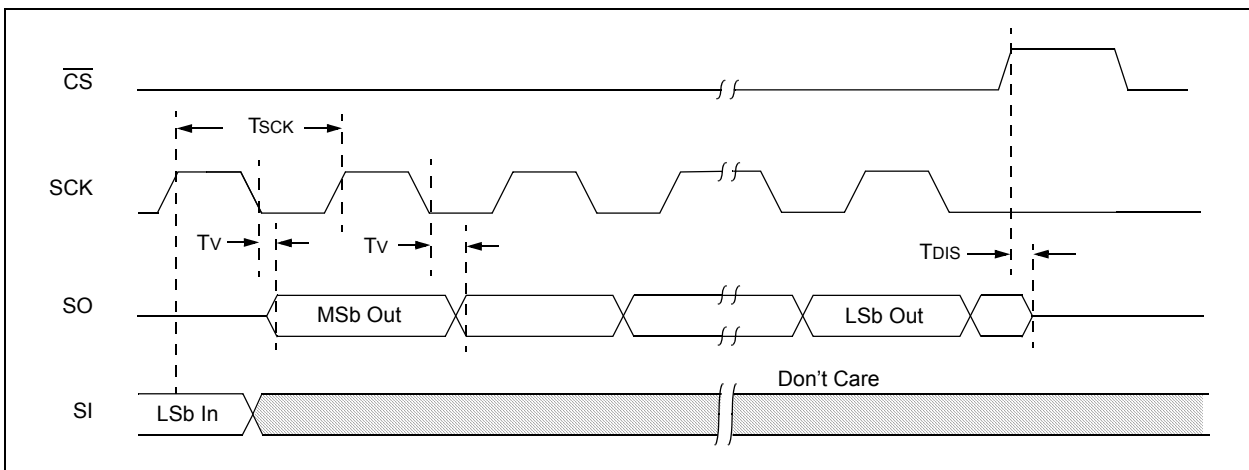 CS
TSCK
SCK
TV
TV
TDIS
SO
MSb Out
LSb Out
Don't Care
SI
LSb In